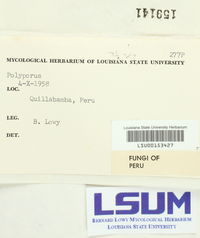 MYCOLOGICAL HERBARIUM OF LOUISIANA STATE UNIVERSITY
Polyporus
4-X-1958
LOC.
Quillabamba, Peru
LEG.
B. Lowy
DET.
Louisiana State University Herbarium
LSU00153427
FUNGI OF
PERU
LSUM
BERNARD LOWY MYCOLOGICAL HERBARIUM
LOUISIANA STATE UNIVERSITY